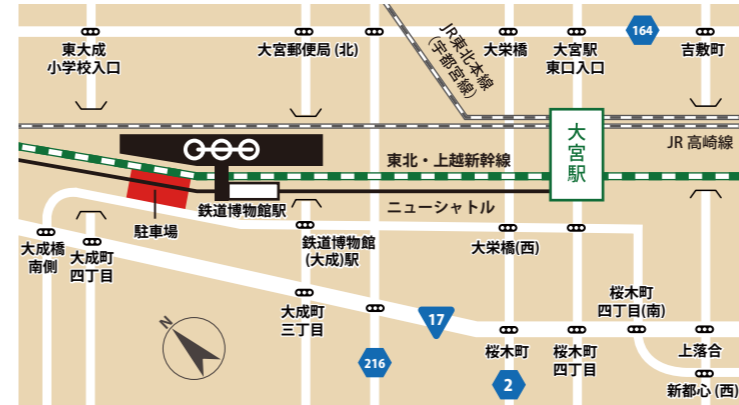 東大成
小学校入口
大宮郵便局(北)
JR東北本線
(宇都宮線)
大栄橋
大宮駅
東口入口
164
吉敷町
大宮駅
JR 高崎線
東北・上越新幹線
ニューシャトル
鉄道博物館駅
駐車場
大成橋
南側
大成町
四丁目
鉄道博物館
(大成)駅
大栄橋(西)
大成町
三丁目
桜木町
四丁目(南)
N
17
216
桜木町
2
桜木町
四丁目
上落合
新都心(西)